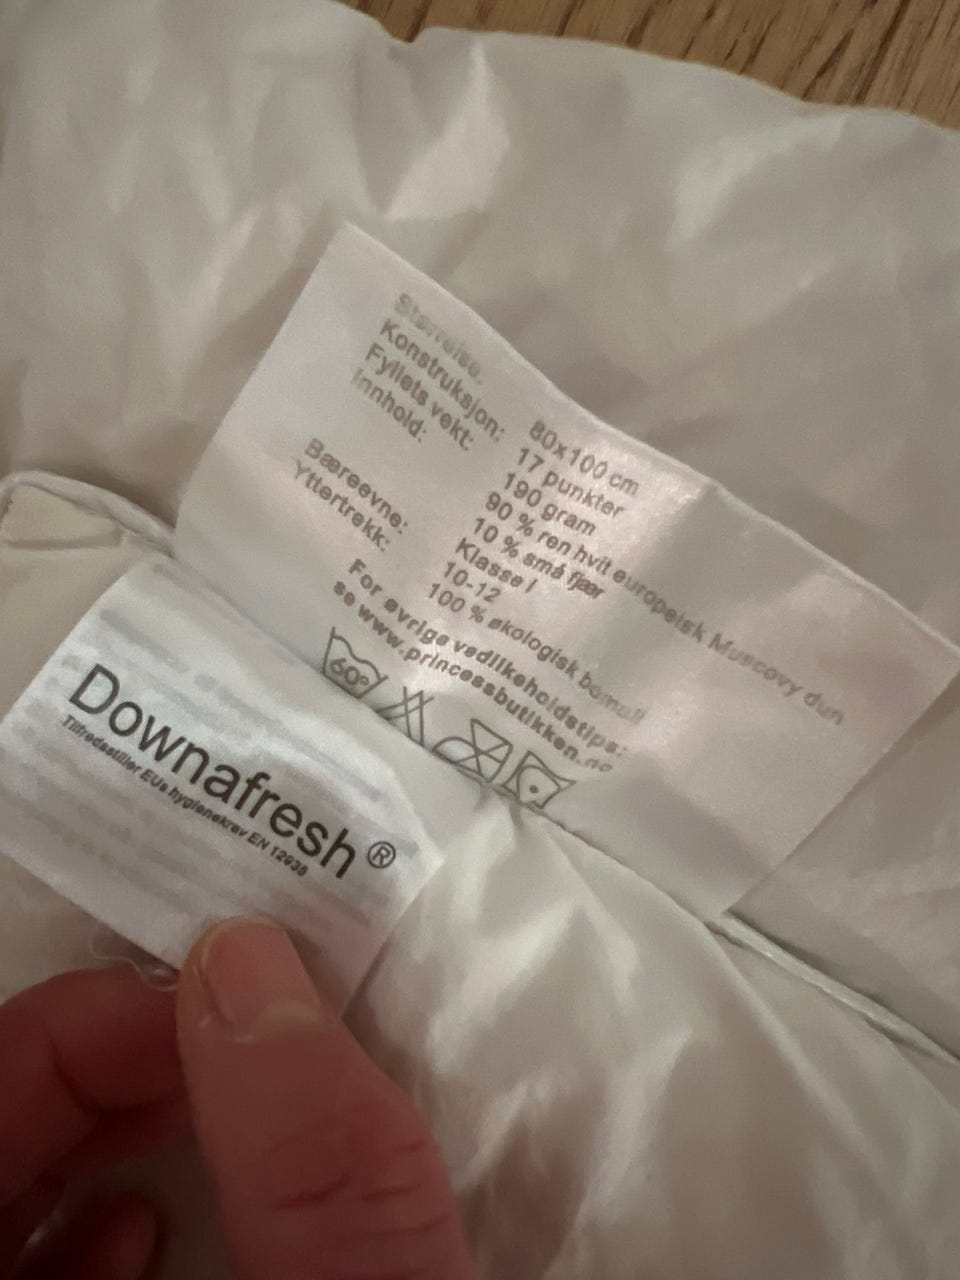 Størrelse:
80x100 cm
Konstruksjon:
17 punkter
Fyllets vekt:
190 gram
Innhold:
90 % ren hvit europeisk Muscovy dun
10 % små fjær
Klasse I
Bæreevne:
10-12
Yttertrekk:
100 % økologisk bomull
For øvrige vedlikeholdstips:
se www.princessbutikken.no
60°
Downafresh®
Tilfredsstiller EUs hygienekrav EN 12935